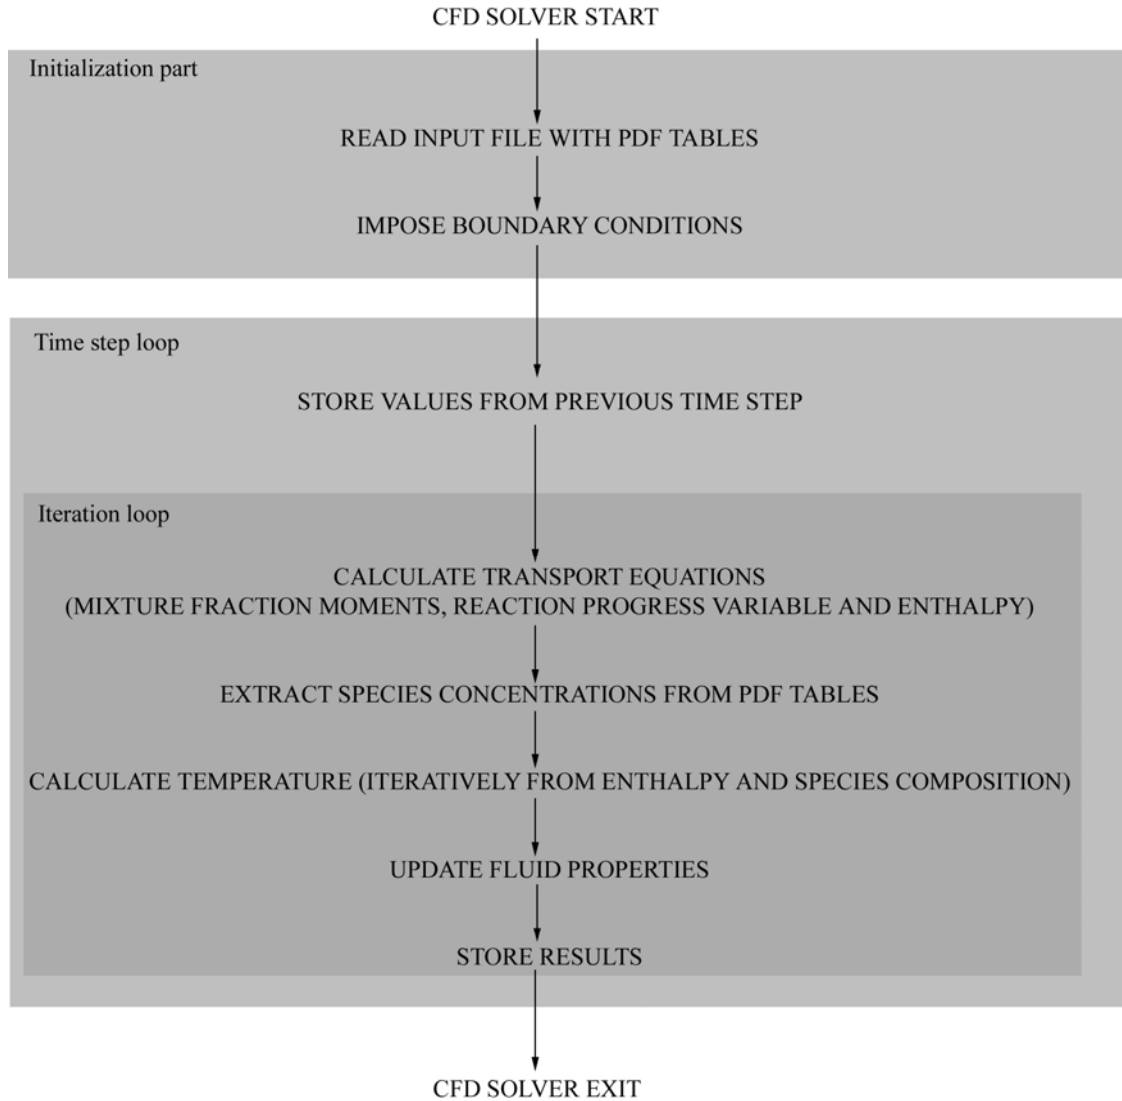 CFD SOLVER START
Initialization part
READ INPUT FILE WITH PDF TABLES
IMPOSE BOUNDARY CONDITIONS
Time step loop
STORE VALUES FROM PREVIOUS TIME STEP
Iteration loop
CALCULATE TRANSPORT EQUATIONS
(MIXTURE FRACTION MOMENTS, REACTION PROGRESS VARIABLE AND ENTHALPY)
EXTRACT SPECIES CONCENTRATIONS FROM PDF TABLES
CALCULATE TEMPERATURE (ITERATIVELY FROM ENTHALPY AND SPECIES COMPOSITION)
UPDATE FLUID PROPERTIES
STORE RESULTS
CFD SOLVER EXIT